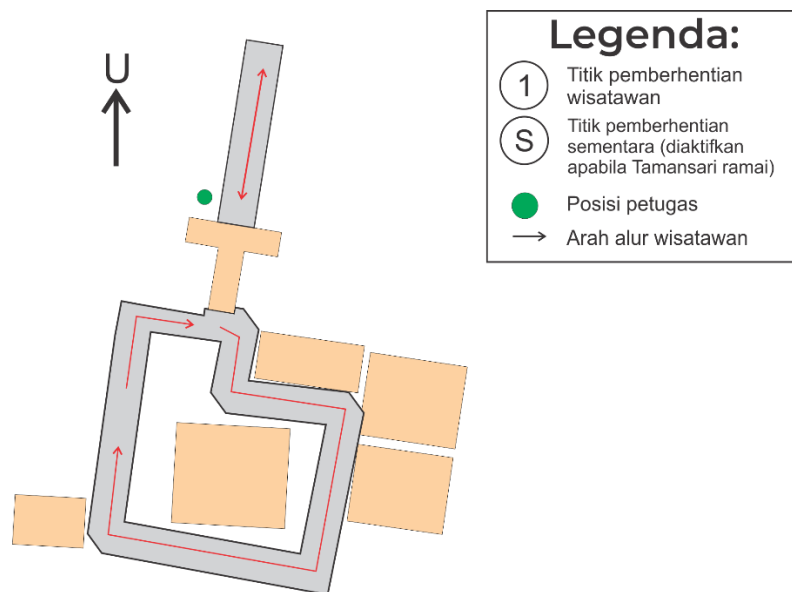 U
Legenda:
1
Titik pemberhentian
wisatawan
S
Titik pemberhentian
sementara (diaktifkan
apabila Tamansari ramai)
Posisi petugas
Arah alur wisatawan